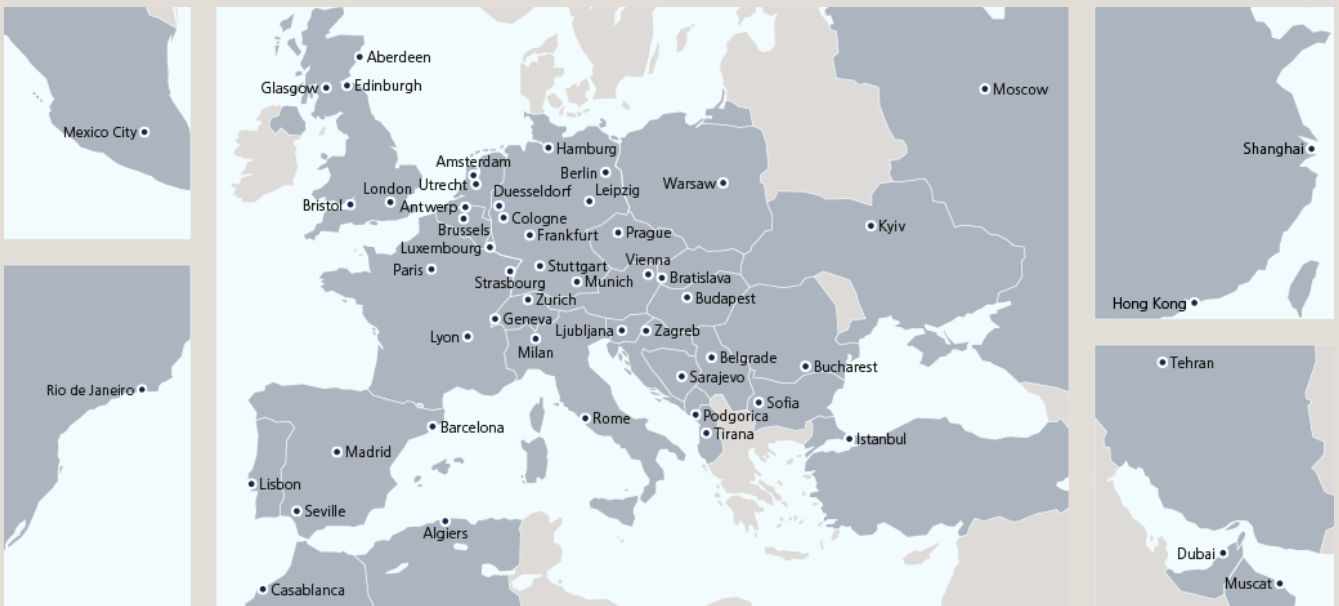 Mexico City
Rio de Janeiro
Aberdeen
Glasgow
Edinburgh
Moscow
Hamburg
Amsterdam
Berlin
Utrecht
Warsaw
London
Duesseldorf
Leipzig
Bristol
Antwerp
Cologne
Brussels
Kyiv
Frankfurt
Prague
Luxembourg
Vienna
Paris
Stuttgart
Strasbourg
Munich
Bratislava
Zurich
Budapest
Geneva
Lyon
Ljubljana
Zagreb
Milan
Belgrade
Bucharest
Sarajevo
Sofia
Rome
Podgorica
Barcelona
Tirana
Istanbul
Madrid
Lisbon
Seville
Algiers
Casablanca
Shanghai
Hong Kong
Tehran
Dubai
Muscat